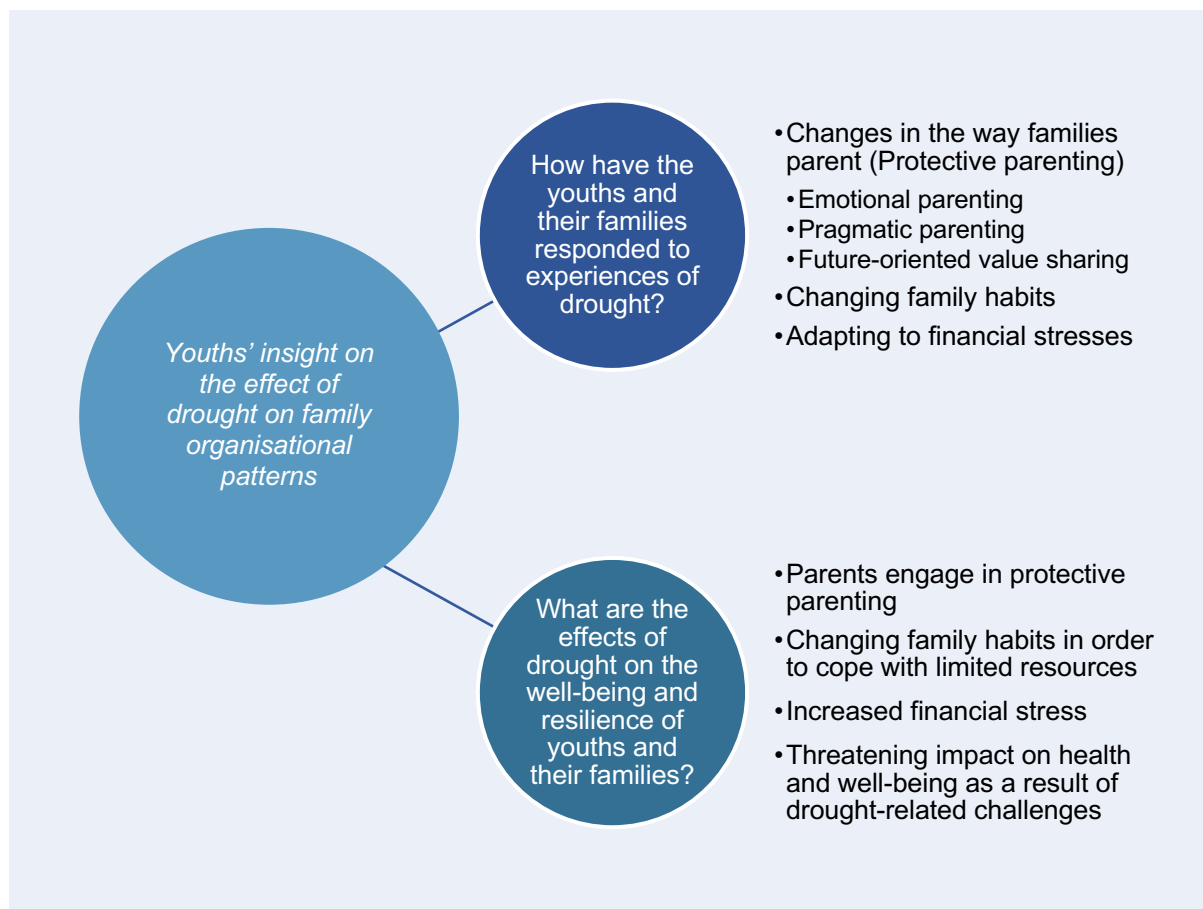 Youths’ insight on
the effect of
drought on family
organisational
patterns
How have the
youths and
their families
responded to
experiences of
drought?
•Changes in the way families
parent (Protective parenting)
•Emotional parenting
•Pragmatic parenting
•Future-oriented value sharing
•Changing family habits
•Adapting to financial stresses
What are the
effects of
drought on the
well-being and
resilience of
youths and
their families?
•Parents engage in protective
parenting
•Changing family habits in order
to cope with limited resources
•Increased financial stress
•Threatening impact on health
and well-being as a result of
drought-related challenges